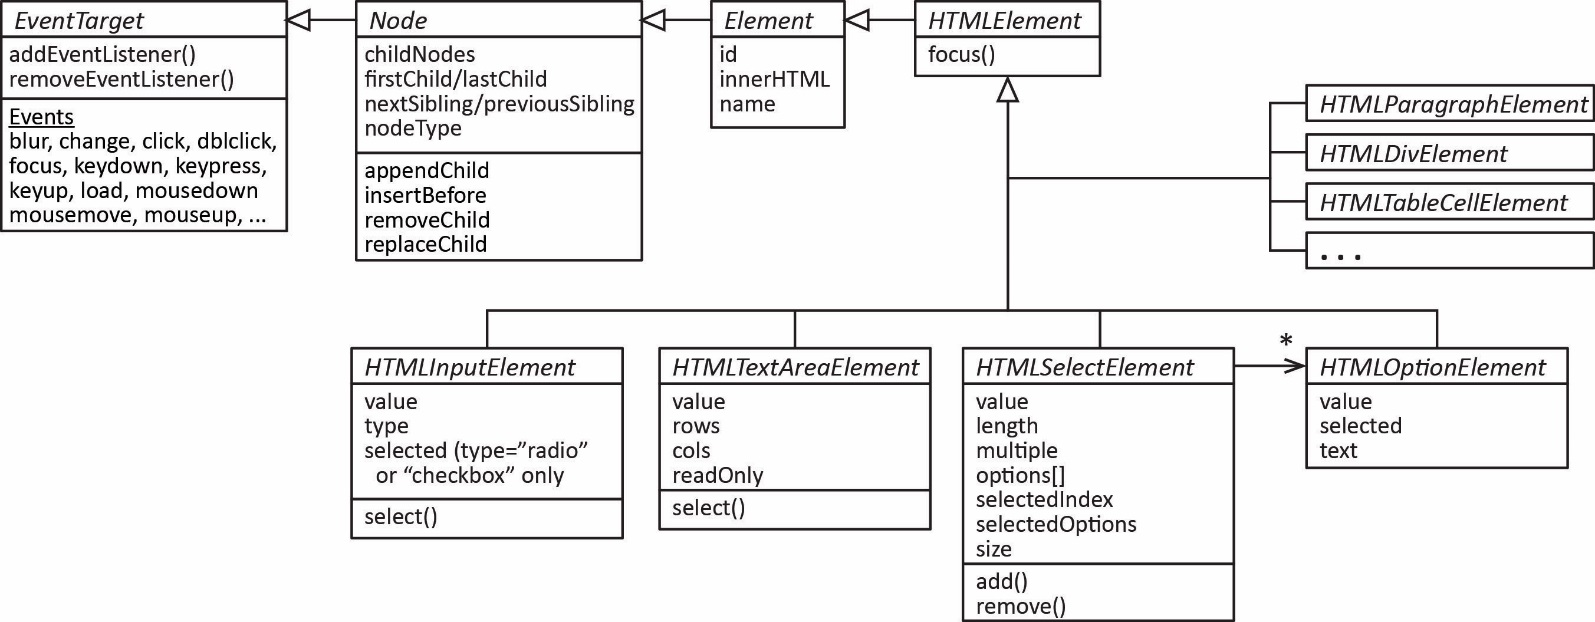 EventTarget
addEventListener()
removeEventListener()
Events
blur, change, click, dblclick,
focus, keydown, keypress,
keyup, load, mousedown
mousemove, mouseup, ...
Node
childNodes
firstChild/lastChild
nextSibling/previousSibling
nodeType
appendChild
insertBefore
removeChild
replaceChild
Element
id
innerHTML
name
HTMLElement
focus()
HTMLParagraphElement
HTMLDivElement
HTMLTableCellElement
...
HTMLInputElement
value
type
selected (type=”radio”
or “checkbox” only
select()
HTMLTextAreaElement
value
rows
cols
readOnly
select()
HTMLSelectElement
value
length
multiple
options[]
selectedIndex
selectedOptions
size
add()
remove()
*
HTMLOptionElement
value
selected
text